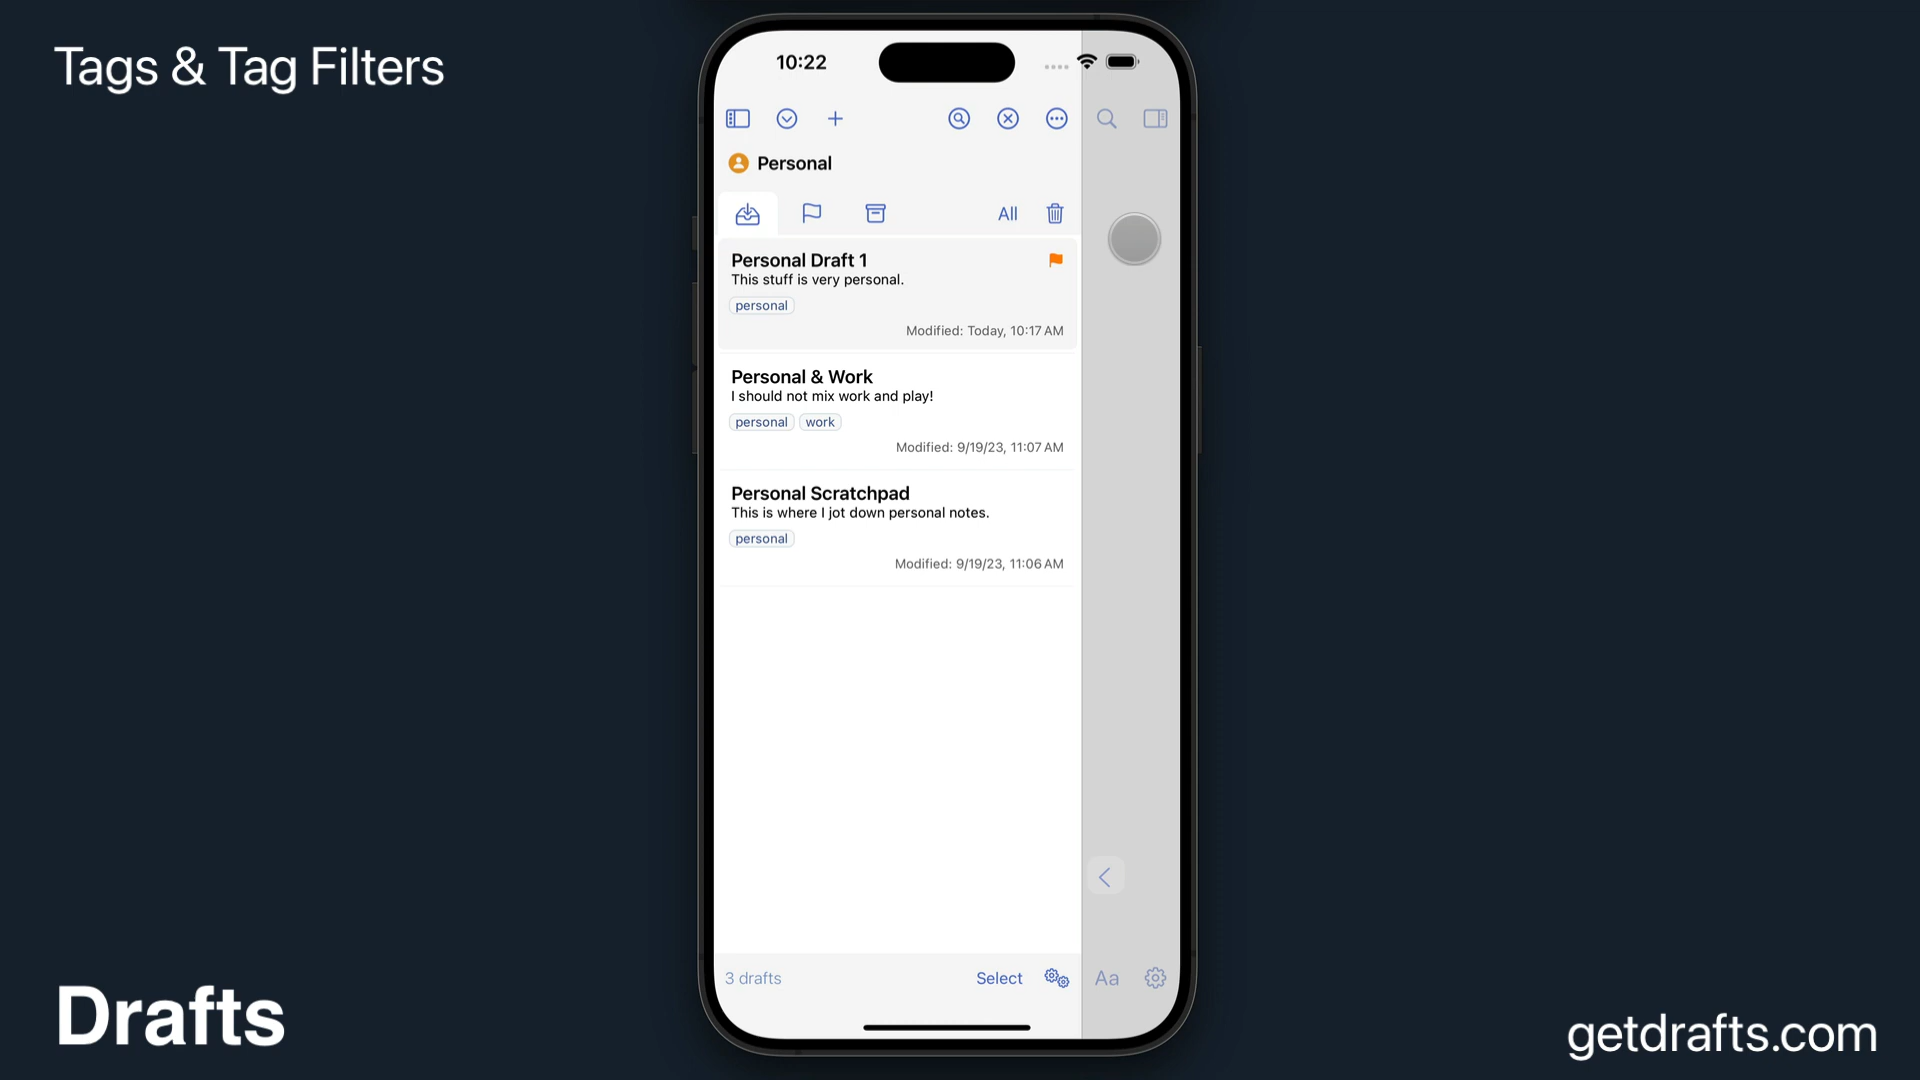 Tags & Tag Filters
10:22
Personal
All
Personal Draft 1
This stuff is very personal.
personal
Modified: Today, 10:17 AM
Personal & Work
I should not mix work and play!
personal work
Modified: 9/19/23, 11:07 AM
Personal Scratchpad
This is where I jot down personal notes.
personal
Modified: 9/19/23, 11:06 AM
3 drafts Select Aa
Drafts
getdrafts.com